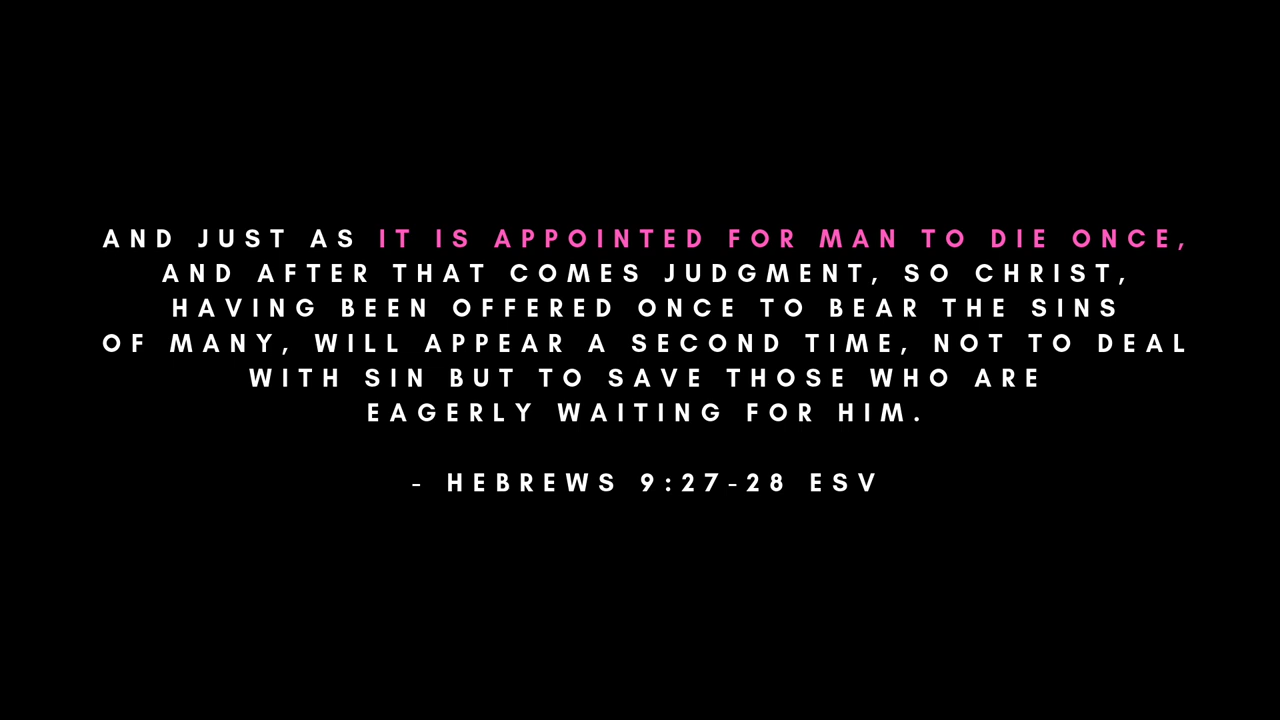 AND JUST AS IT IS APPOINTED FOR MAN TO DIE ONCE,
AND AFTER THAT COMES JUDGMENT, SO CHRIST,
HAVING BEEN OFFERED ONCE TO BEAR THE SINS
OF MANY, WILL APPEAR A SECOND TIME, NOT TO DEAL
WITH SIN BUT TO SAVE THOSE WHO ARE
EAGERLY WAITING FOR HIM.
- HEBREWS 9:27-28 ESV